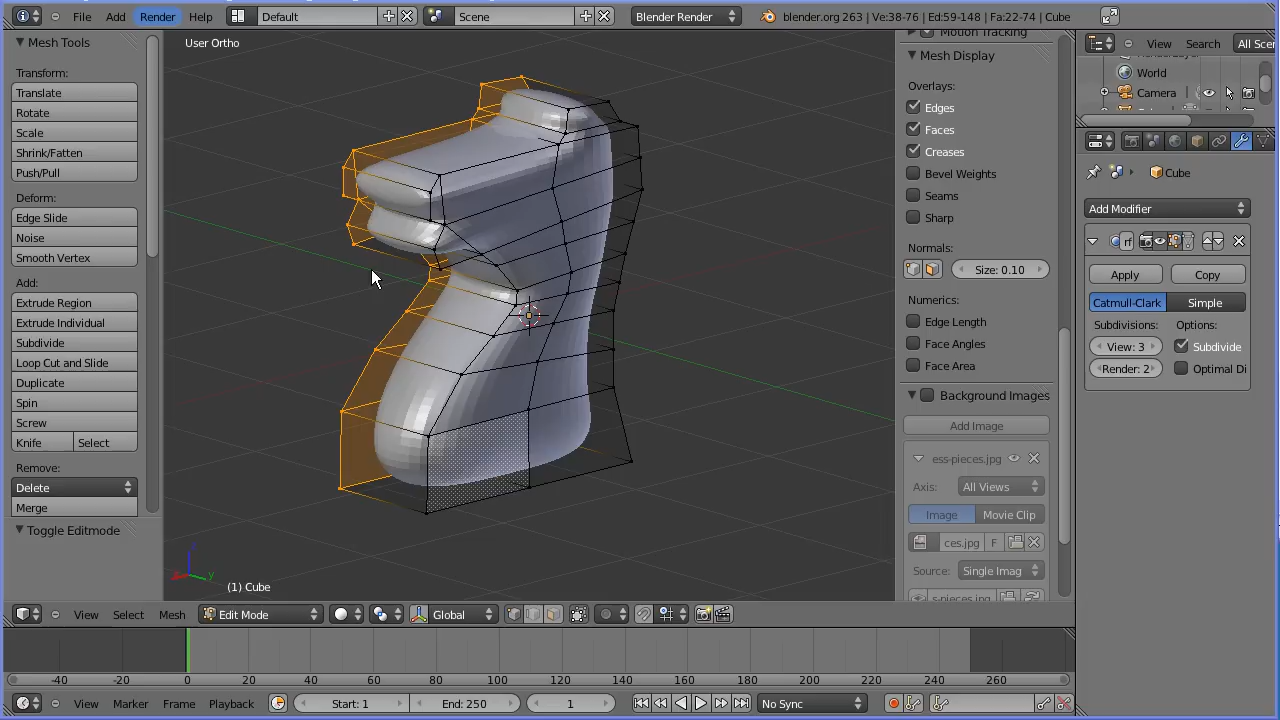 File Add Render Help Default Scene Blender Render blender.org 263 | Ve:38-76 | Ed:59-148 | Fa:22-74 | Cube
Mesh Tools
Transform:
Translate
Rotate
Scale
Shrink/Fatten
Push/Pull
Deform:
Edge Slide
Noise
Smooth Vertex
Add:
Extrude Region
Extrude Individual
Subdivide
Loop Cut and Slide
Duplicate
Spin
Screw
Knife Select
Remove:
Delete
Merge
Toggle Editmode
User Ortho
x y
(1) Cube
View Select Mesh Edit Mode Global
Motion Tracking
Mesh Display
Overlays:
Edges
Faces
Creases
Bevel Weights
Seams
Sharp
Normals:
Size: 0.10
Numerics:
Edge Length
Face Angles
Face Area
Background Images
Add Image
ess-pieces.jpg
Axis: All Views
Image Movie Clip
ces.jpg F
Source: Single Imag
s-pieces.jpg
View Search All Sce
World
Camera
Cube
Add Modifier
rf
Apply Copy
Catmull-Clark Simple
Subdivisions: Options:
View: 3 Subdivide
Render: 2 Optimal Di
-40 -20 0 20 40 60 80 100 120 140 160 180 200 220 240 260
View Marker Frame Playback Start: 1 End: 250 1 No Sync